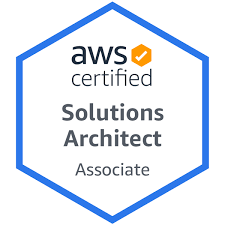 aws
certified
Solutions
Architect
Associate